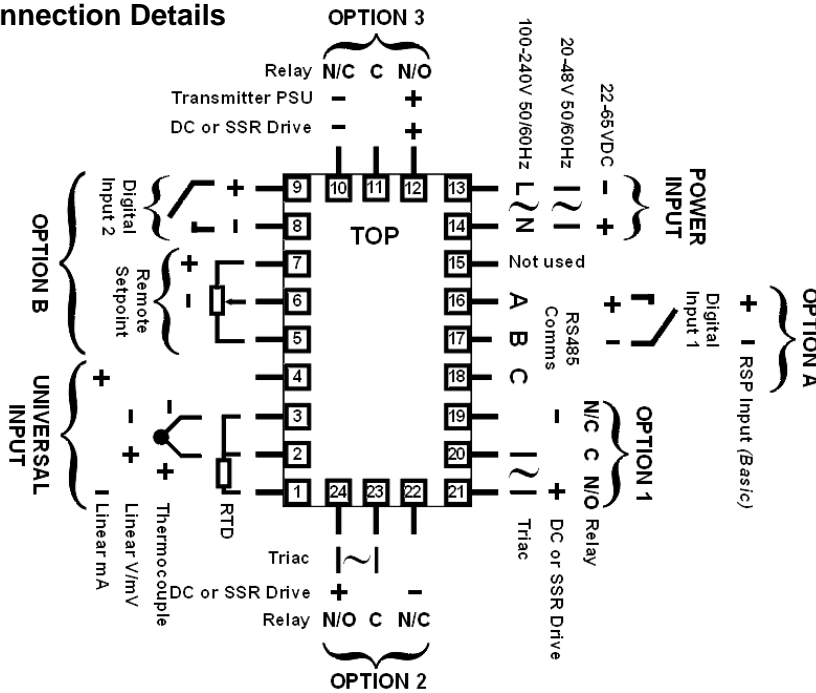 nnection Details
OPTION 3
Relay N/C C N/O
Transmitter PSU - +
DC or SSR Drive - +
100-240V 50/60Hz
20-48V 50/60Hz
22-65VDC
L ~ N
~
- +
POWER
INPUT
9 10 11 12 13
8 14
7 15
6 16
5 17
4 18
3 19
2 20
1 24 23 22 21
TOP
Not used
Digital
Input 2
+ -
Remote
Setpoint
+ -
OPTION B
UNIVERSAL
INPUT
RTD
- Thermocouple +
- + Linear V/mV
+ - Linear mA
A B C
RS485
Comms
+ -
Digital
Input 1
+ - RSP Input (Basic)
OPTION A
OPTION 1
N/C C N/O Relay
- + DC or SSR Drive
~ Triac
Triac ~
DC or SSR Drive + -
Relay N/O C N/C
OPTION 2